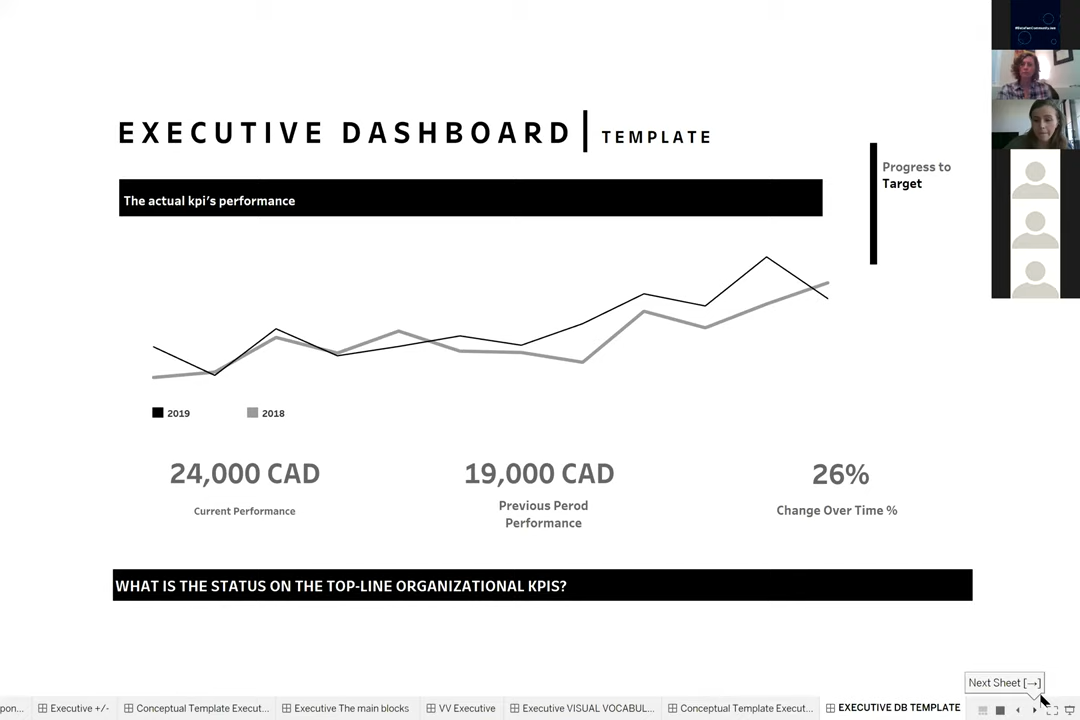 EXECUTIVE DASHBOARD TEMPLATE
Progress to
Target
The actual kpi's performance
2019 2018
24,000 CAD
19,000 CAD
26%
Current Performance
Previous Perod
Performance
Change Over Time %
WHAT IS THE STATUS ON THE TOP-LINE ORGANIZATIONAL KPIS?
Next Sheet [→]
pon...
Executive +/-
Conceptual Template Execut...
Executive The main blocks
VV Executive
Executive VISUAL VOCABUL...
Conceptual Template Execut...
EXECUTIVE DB TEMPLATE